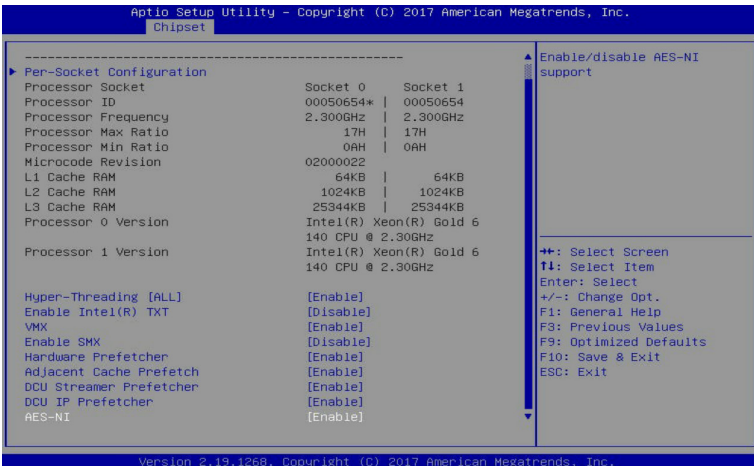 Aptio Setup Utility – Copyright (C) 2017 American Megatrends, Inc.
Chipset
Per-Socket Configuration
Processor Socket Socket 0 Socket 1
Processor ID 00050654* | 00050654
Processor Frequency 2.300GHz | 2.300GHz
Processor Max Ratio 17H | 17H
Processor Min Ratio 0AH | 0AH
Microcode Revision 02000022
L1 Cache RAM 64KB | 64KB
L2 Cache RAM 1024KB | 1024KB
L3 Cache RAM 25344KB | 25344KB
Processor 0 Version Intel(R) Xeon(R) Gold 6
140 CPU @ 2.30GHz
Processor 1 Version Intel(R) Xeon(R) Gold 6
140 CPU @ 2.30GHz
Hyper-Threading [ALL] [Enable]
Enable Intel(R) TXT [Disable]
VMX [Enable]
Enable SMX [Disable]
Hardware Prefetcher [Enable]
Adjacent Cache Prefetch [Enable]
DCU Streamer Prefetcher [Enable]
DCU IP Prefetcher [Enable]
AES-NI [Enable]
Enable/disable AES-NI
support
→←: Select Screen
↑↓: Select Item
Enter: Select
+/-: Change Opt.
F1: General Help
F3: Previous Values
F9: Optimized Defaults
F10: Save & Exit
ESC: Exit
Version 2.19.1268. Copyright (C) 2017 American Megatrends, Inc.